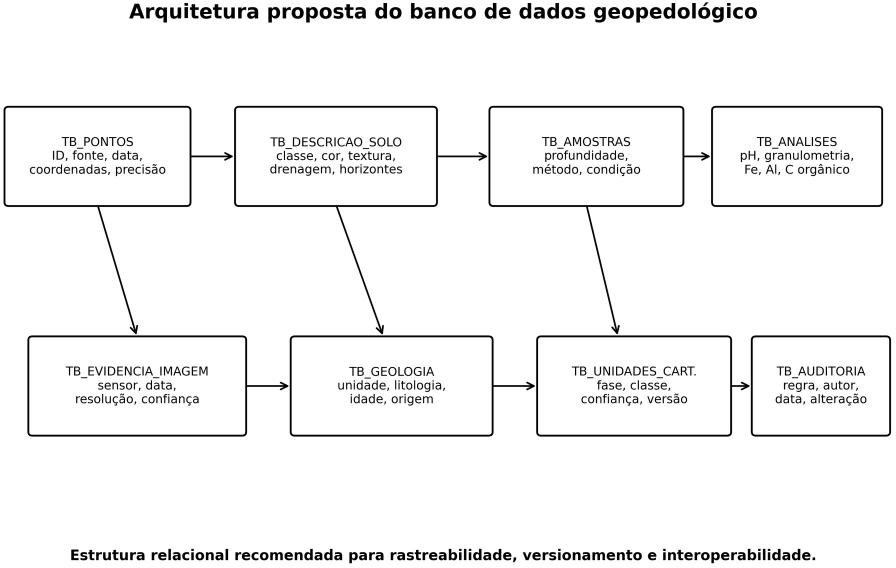 Arquitetura proposta do banco de dados geopedológico
TB_PONTOS
ID, fonte, data,
coordenadas, precisão
TB_DESCRICAO_SOLO
classe, cor, textura,
drenagem, horizontes
TB_AMOSTRAS
profundidade,
método, condição
TB_ANALISES
pH, granulometria,
Fe, Al, C orgânico
TB_EVIDENCIA_IMAGEM
sensor, data,
resolução, confiança
TB_GEOLOGIA
unidade, litologia,
idade, origem
TB_UNIDADES_CART.
fase, classe,
confiança, versão
TB_AUDITORIA
regra, autor,
data, alteração
Estrutura relacional recomendada para rastreabilidade, versionamento e interoperabilidade.